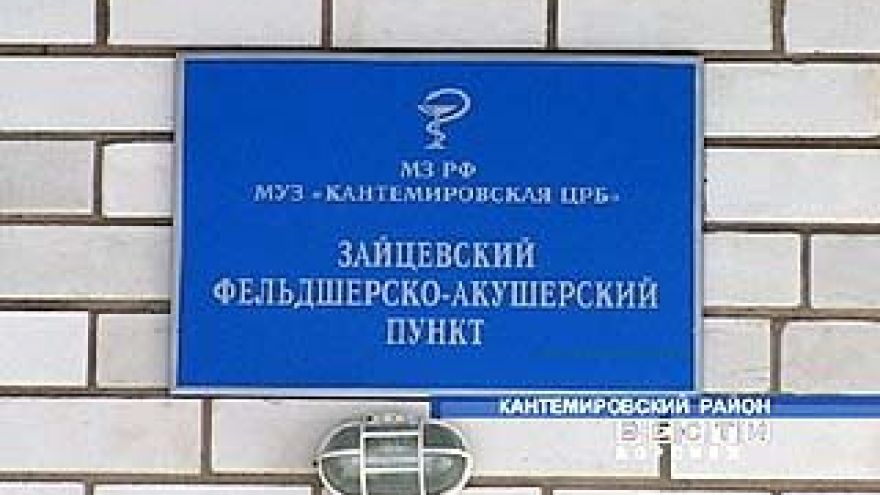 МЗ РФ
МУЗ «КАНТЕМИРОВСКАЯ ЦРБ»
ЗАЙЦЕВСКИЙ
ФЕЛЬДШЕРСКО-АКУШЕРСКИЙ
ПУНКТ
КАНТЕМИРОВСКИЙ РАЙОН
ВЕСТИ
ВОРОНЕЖ